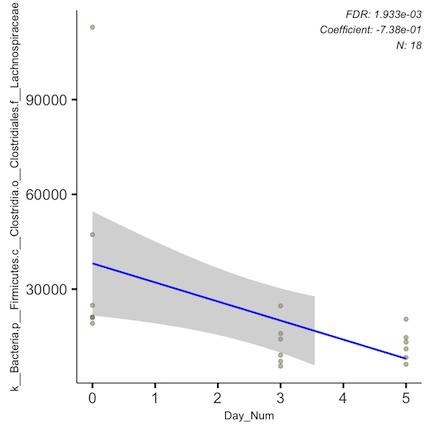 FDR: 1.933e-03
Coefficient: -7.38e-01
N: 18
k__Bacteria.p__Firmicutes.c__Clostridia.o__Clostridiales.f__Lachnospiraceae
90000
60000
30000
0 1 2 3 4 5
Day_Num